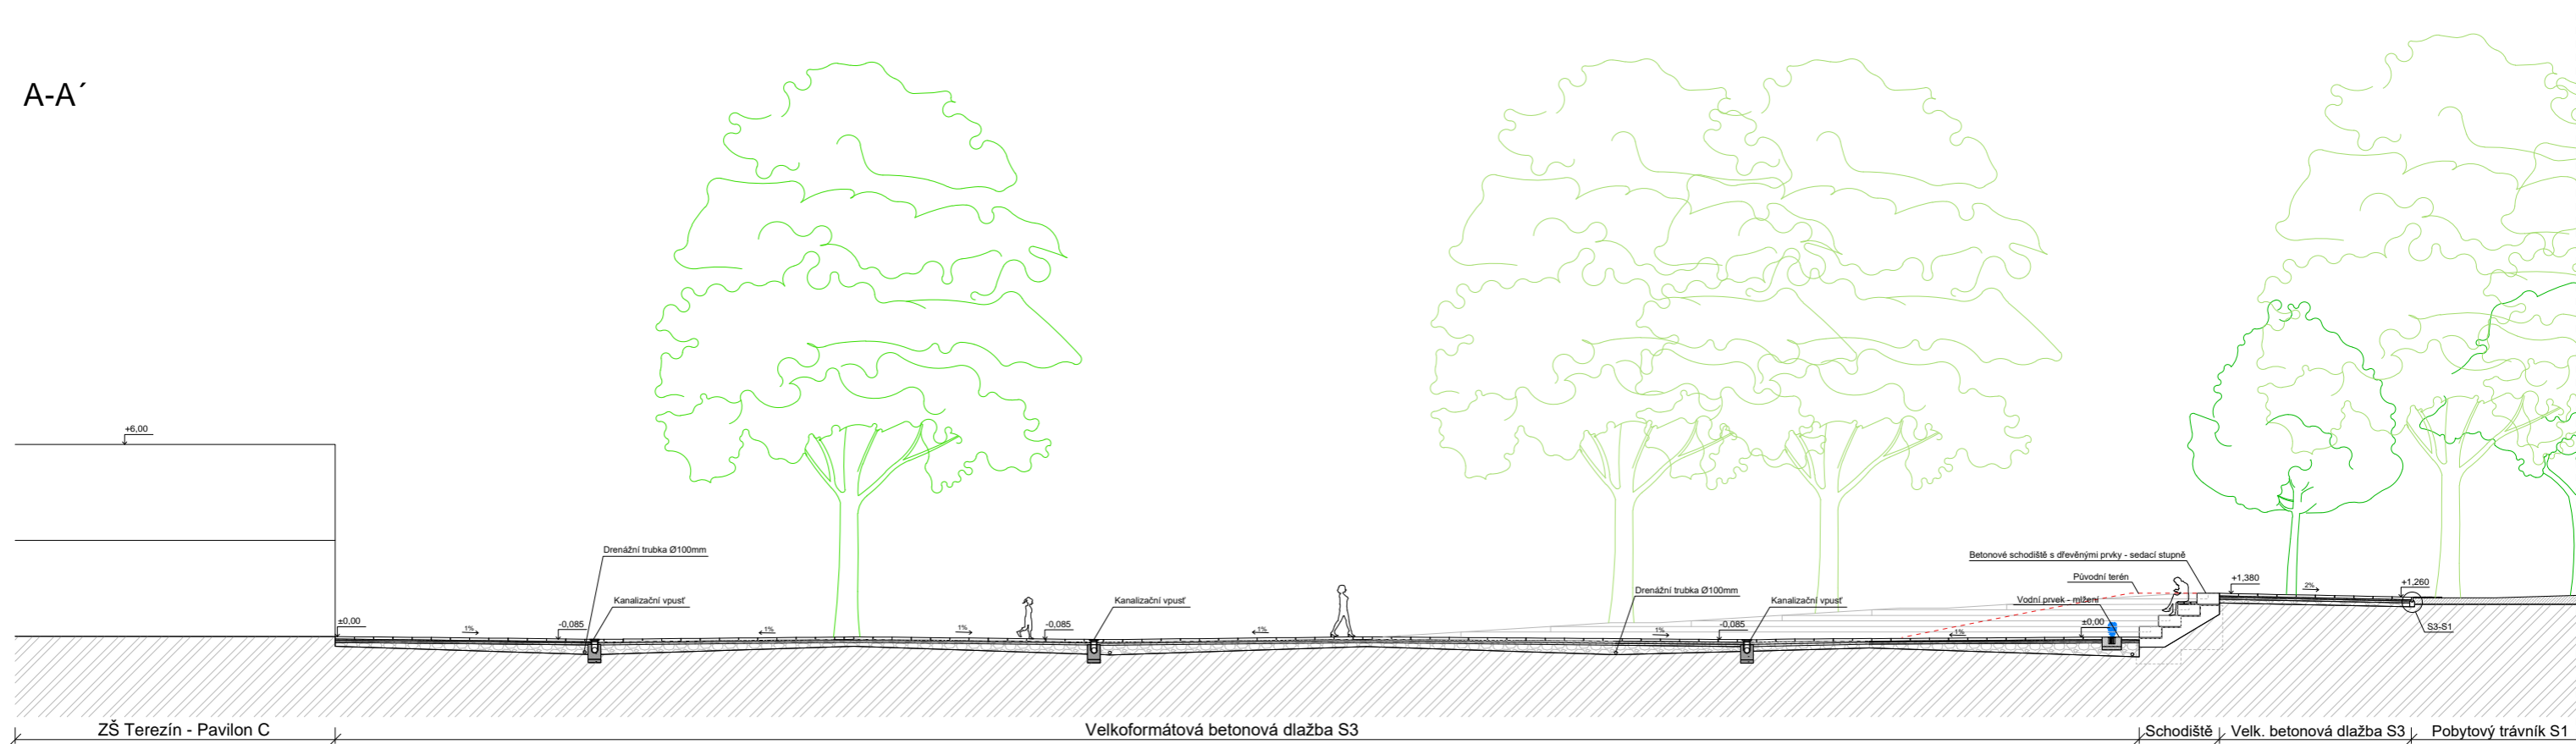 A-A´
+6,00
Drenážní trubka Ø100mm
Kanalizační vpusť
Kanalizační vpusť
Drenážní trubka Ø100mm
Kanalizační vpusť
Betonové schodiště s dřevěnými prvky - sedací stupně
Původní terén
Vodní prvek - mlžení
+1,380
2%
+1,260
S3-S1
±0,00
1%
-0,085
1%
1%
-0,085
1%
1%
-0,085
1%
±0,00
ZŠ Terezín - Pavilon C
Velkoformátová betonová dlažba S3
Schodiště
Velk. betonová dlažba S3
Pobytový trávník S1